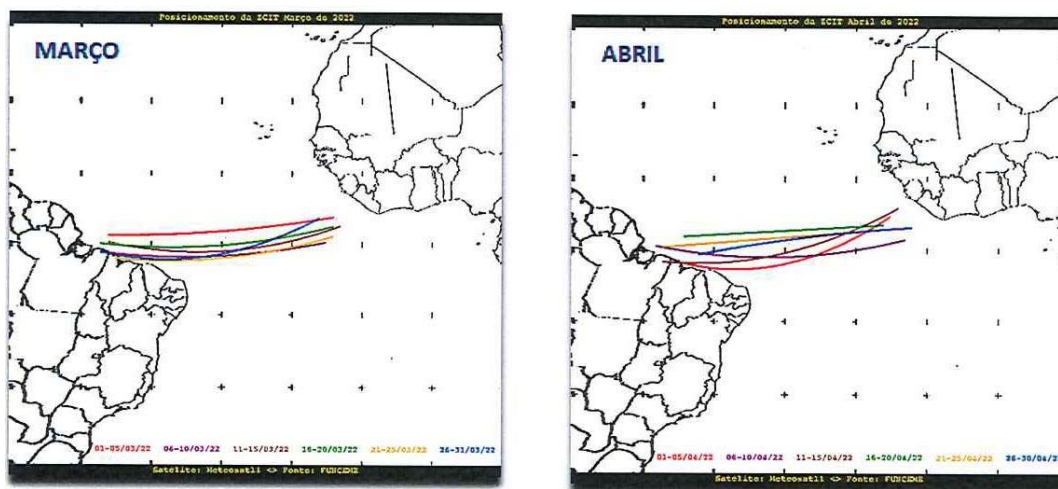 Posicionamento da ZCIT Março de 2022
MARÇO
01-05/03/22 06-10/03/22 11-15/03/22 16-20/03/22 21-25/03/22 26-31/03/22
Satélite: Meteosat11 <> Fonte: FUNCEME
Posicionamento da ZCIT Abril de 2022
ABRIL
01-05/04/22 06-10/04/22 11-15/04/22 16-20/04/22 21-25/04/22 26-30/04/22
Satélite: Meteosat11 <> Fonte: FUNCEME